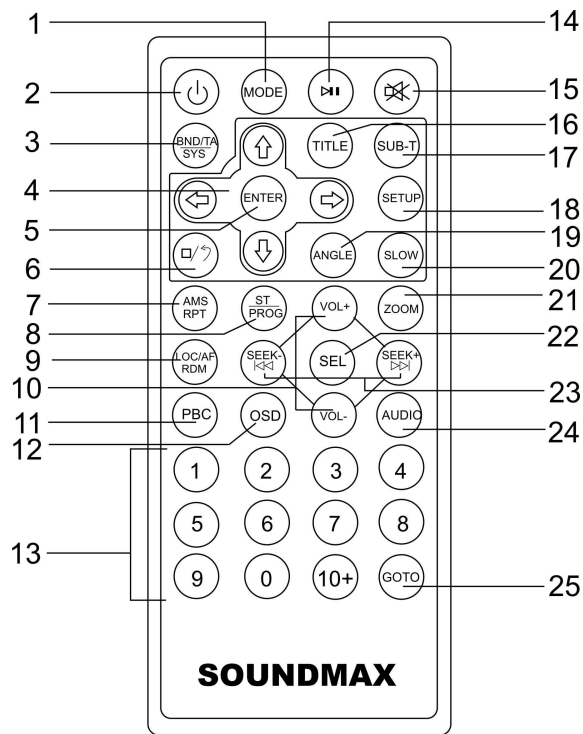 1
14
2
MODE
15
16
3
BND/TA
SYS
TITLE
SUB-T
17
4
ENTER
SETUP
18
5
19
6
ANGLE
SLOW
20
7
AMS
RPT
ST
PROG
VOL+
ZOOM
21
8
22
9
LOC/AF
RDM
SEEK-
SEL
SEEK+
10
23
11
PBC
OSD
VOL-
AUDIO
24
12
1 2 3 4
13
5 6 7 8
9 0 10+ GOTO
25
SOUNDMAX